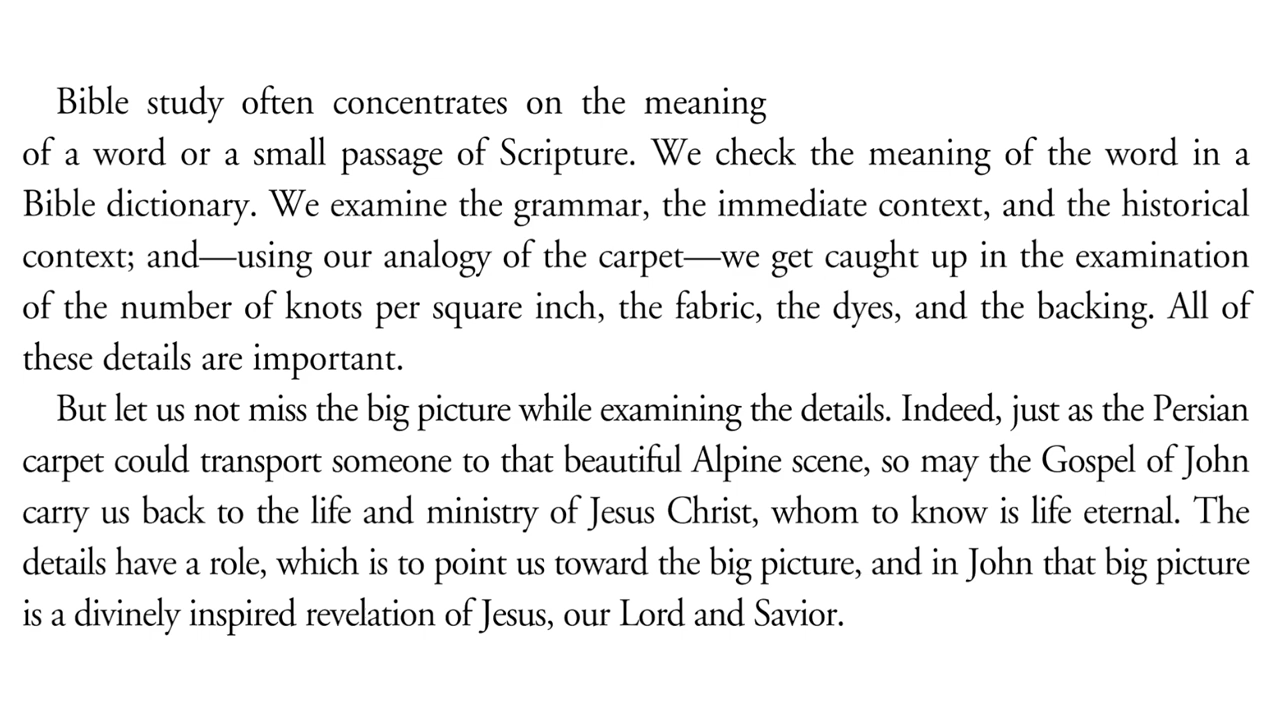 Bible study often concentrates on the meaning
of a word or a small passage of Scripture. We check the meaning of the word in a
Bible dictionary. We examine the grammar, the immediate context, and the historical
context; and—using our analogy of the carpet—we get caught up in the examination
of the number of knots per square inch, the fabric, the dyes, and the backing. All of
these details are important.
But let us not miss the big picture while examining the details. Indeed, just as the Persian
carpet could transport someone to that beautiful Alpine scene, so may the Gospel of John
carry us back to the life and ministry of Jesus Christ, whom to know is life eternal. The
details have a role, which is to point us toward the big picture, and in John that big picture
is a divinely inspired revelation of Jesus, our Lord and Savior.